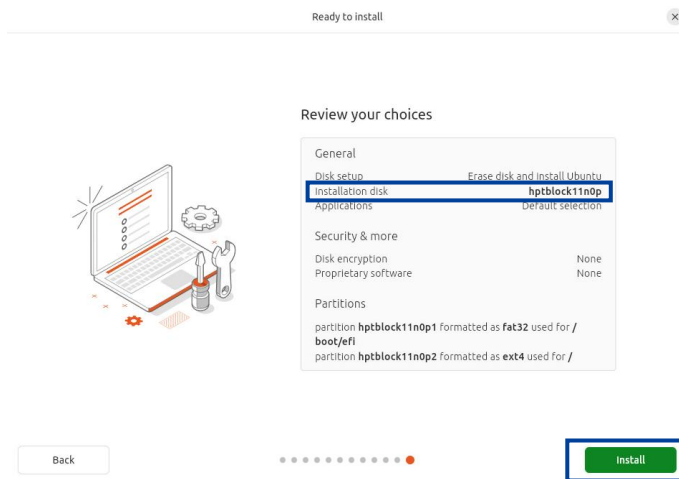 Ready to install
Review your choices
General
Disk setup Erase disk and install Ubuntu
Installation disk hptblock11n0p
Applications Default selection
Security & more
Disk encryption None
Proprietary software None
Partitions
partition hptblock11n0p1 formatted as fat32 used for /
boot/efi
partition hptblock11n0p2 formatted as ext4 used for /
Back
Install